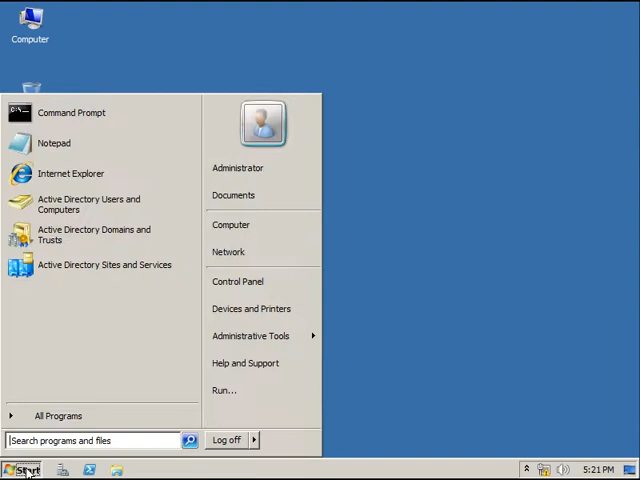 Computer
Command Prompt
Notepad
Internet Explorer
Active Directory Users and
Computers
Active Directory Domains and
Trusts
Active Directory Sites and Services
All Programs
Search programs and files
Administrator
Documents
Computer
Network
Control Panel
Devices and Printers
Administrative Tools
Help and Support
Run...
Log off
Start
5:21 PM